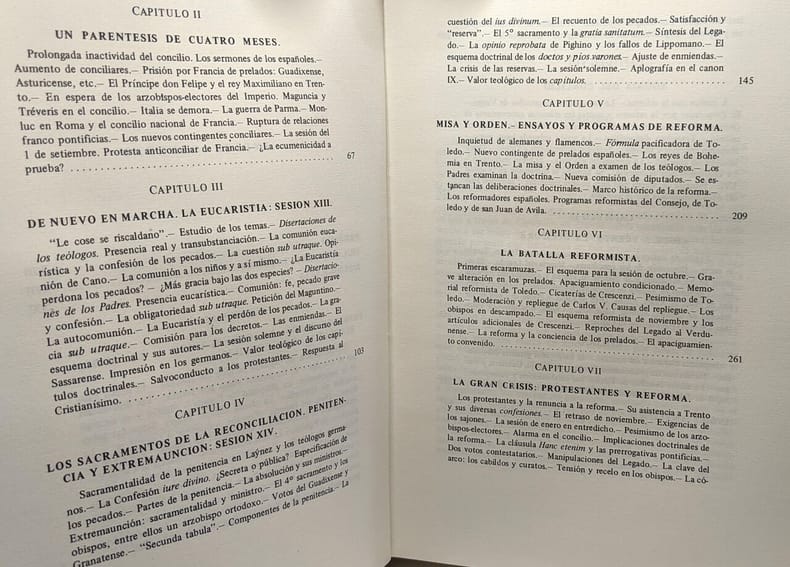 CAPITULO II
UN PARENTESIS DE CUATRO MESES.
Prolongada inactividad del concilio. Los sermones de los españoles.—
Aumento de conciliares.— Prisión por Francia de prelados: Guadixense,
Asturicense, etc.— El Príncipe don Felipe y el rey Maximiliano en Tren-
to.— En espera de los arzobispos-electores del Imperio. Maguncia y
Tréveris en el concilio.— Italia se demora.— La guerra de Parma.— Mon-
luc en Roma y el concilio nacional de Francia.— Ruptura de relaciones
franco pontificias.— Los nuevos contingentes conciliares.— La sesión del
1 de setiembre. Protesta anticonciliar de Francia.— ¿La ecumenicidad a
prueba? . . . . . . . . . . . . . . . . . . . . . . . . . . . . . . 67
CAPITULO III
DE NUEVO EN MARCHA. LA EUCARISTIA: SESION XIII.
"Le cose se riscaldano".— Estudio de los temas.— Disertaciones de
los teólogos. Presencia real y transubstanciación.— La comunión euca-
rística y la confesión de los pecados.— La cuestión sub utraque. Opi-
nión de Cano.— La comunión a los niños y a sí mismo.— ¿La Eucaristía
perdona los pecados? — ¿Más gracia bajo las dos especies? — Disertacio-
nes de los Padres. Presencia eucarística.— Comunión: fe, pecado grave
y confesión.— La obligatoriedad sub utraque. Petición del Maguntino.—
La autocomunión.— La Eucaristía y el perdón de los pecados.— La gra-
cia sub utraque.— Comisión para los decretos.— Las enmiendas.— El
esquema doctrinal y sus autores.— La sesión solemne y el discurso del
Sassarense. Impresión en los germanos.— Valor teológico de los capí-
tulos doctrinales.— Salvoconducto a los protestantes.— Respuesta al
Cristianísimo. . . . . . . . . . . . . . . . . . . . . . . . . . . . 103
CAPITULO IV
LOS SACRAMENTOS DE LA RECONCILIACION. PENITEN-
CIA Y EXTREMAUNCION: SESION XIV.
Sacramentalidad de la penitencia en Laýnez y los teólogos germa-
nos.— La Confesión iure divino. ¿Secreta o pública? Especificación de
los pecados.— Partes de la penitencia.— La absolución y sus ministros.—
Extremaunción: sacramentalidad y ministro.— El 4º sacramento y los
obispos, entre ellos un arzobispo ortodoxo.— Votos del Guadixense y
Granatense.— "Secunda tabula".— Componentes de la penitencia.— La
cuestión del ius divinum.— El recuento de los pecados.— Satisfacción y
"reserva".— El 5º sacramento y la gratia sanitatum.— Síntesis del Lega-
do.— La opinio reprobata de Pighino y los fallos de Lippomano.— El
esquema doctrinal de los doctos y píos varones.— Ajuste de enmiendas.—
La crisis de las reservas.— La sesión solemne.— Aplografía en el canon
IX.— Valor teológico de los capítulos. . . . . . . . . . . . . . . . . . . 145
CAPITULO V
MISA Y ORDEN.— ENSAYOS Y PROGRAMAS DE REFORMA.
Inquietud de alemanes y flamencos.— Fórmula pacificadora de To-
ledo.— Nuevo contingente de prelados españoles.— Los reyes de Bohe-
mia en Trento.— La misa y el Orden a examen de los teólogos.— Los
Padres examinan la doctrina.— Nueva comisión de diputados.— Se es-
tancan las deliberaciones doctrinales.— Marco histórico de la reforma.—
Los reformadores españoles. Programas reformistas del Consejo, de To-
ledo y de san Juan de Avila. . . . . . . . . . . . . . . . . . . . . . . 209
CAPITULO VI
LA BATALLA REFORMISTA.
Primeras escaramuzas.— El esquema para la sesión de octubre.— Gra-
ve alteración en los prelados. Apaciguamiento condicionado.— Memo-
rial reformista de Toledo.— Cicaterías de Crescenzi.— Pesimismo de To-
ledo.— Moderación y repliegue de Carlos V. Causas del repliegue.— Los
obispos en descampado.— El esquema reformista de noviembre y los
artículos adicionales de Crescenzi.— Reproches del Legado al Verdu-
nense.— La reforma y la conciencia de los prelados.— El apaciguamien-
to convenido. . . . . . . . . . . . . . . . . . . . . . . . . . . . . . . 261
CAPITULO VII
LA GRAN CRISIS: PROTESTANTES Y REFORMA.
Los protestantes y la renuncia a la reforma.— Su asistencia a Trento
y sus diversas confesiones.— El retraso de noviembre.— Exigencias de
los sajones.— La sesión de enero en entredicho.— Pesimismo de los arzo-
bispos-electores.— Alarma en el concilio.— Implicaciones doctrinales de
la reforma.— La cláusula Hanc etenim y las prerrogativas pontificias.—
Dos votos contestatarios.— Manipulaciones del Legado.— La clave del
arco: los cabildos y curatos.— Tensión y recelo en los obispos.— La có-